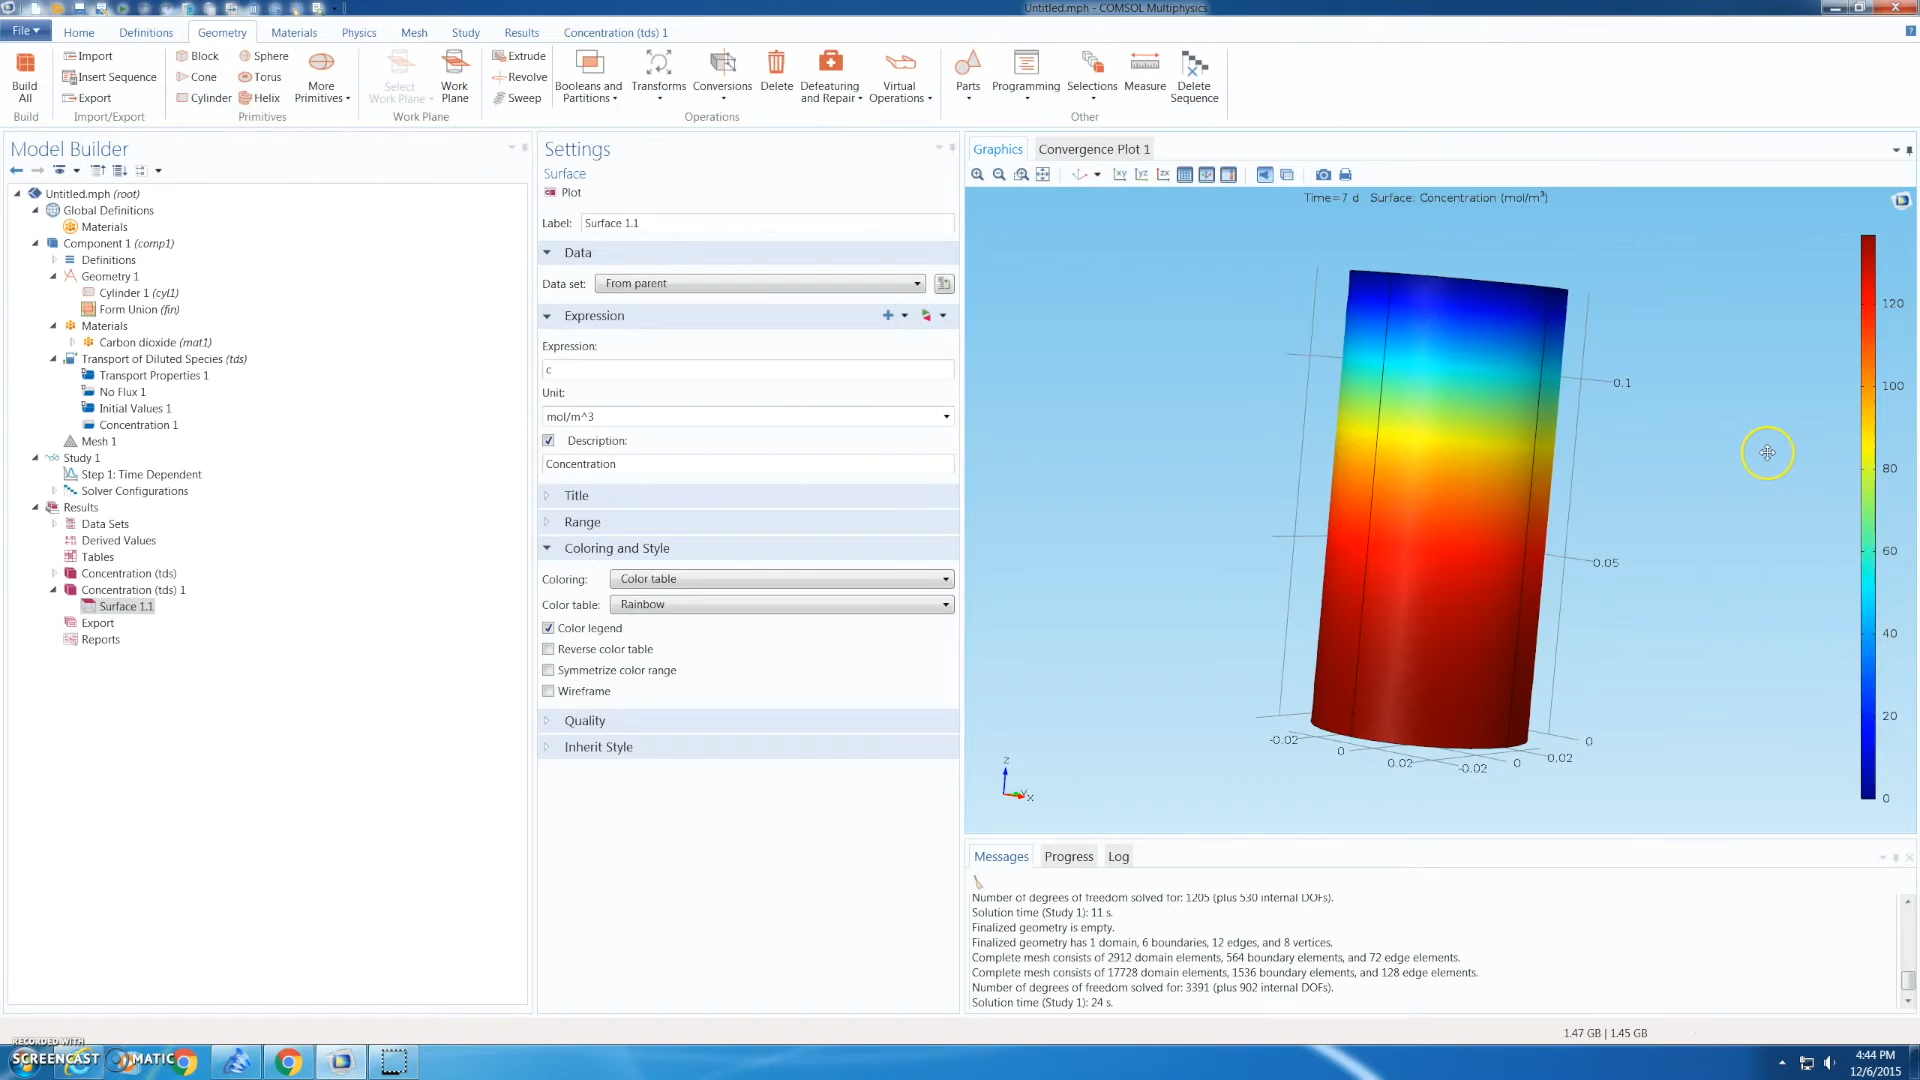 Untitled.mph - COMSOL Multiphysics
File
Home
Definitions
Geometry
Materials
Physics
Mesh
Study
Results
Concentration (tds) 1
Build All
Build
Import
Insert Sequence
Export
Import/Export
Block
Cone
Cylinder
Sphere
Torus
Helix
More Primitives
Primitives
Select Work Plane
Work Plane
Work Plane
Extrude
Revolve
Sweep
Booleans and Partitions
Transforms
Conversions
Delete
Defeaturing and Repair
Virtual Operations
Operations
Parts
Programming
Selections
Measure
Delete Sequence
Other
Model Builder
Untitled.mph (root)
Global Definitions
Materials
Component 1 (comp1)
Definitions
Geometry 1
Cylinder 1 (cyl1)
Form Union (fin)
Materials
Carbon dioxide (mat1)
Transport of Diluted Species (tds)
Transport Properties 1
No Flux 1
Initial Values 1
Concentration 1
Mesh 1
Study 1
Step 1: Time Dependent
Solver Configurations
Results
Data Sets
Derived Values
Tables
Concentration (tds)
Concentration (tds) 1
Surface 1.1
Export
Reports
Settings
Surface
Plot
Label: Surface 1.1
Data
Data set: From parent
Expression
Expression:
c
Unit:
mol/m^3
Description:
Concentration
Title
Range
Coloring and Style
Coloring: Color table
Color table: Rainbow
Color legend
Reverse color table
Symmetrize color range
Wireframe
Quality
Inherit Style
Graphics
Convergence Plot 1
xy yz zx
Time=7 d Surface: Concentration (mol/m³)
120
100
80
60
40
20
0
0.1
0.05
0
-0.02
0
0.02
-0.02
0
0.02
z
y
x
Messages
Progress
Log
Number of degrees of freedom solved for: 1205 (plus 530 internal DOFs).
Solution time (Study 1): 11 s.
Finalized geometry is empty.
Finalized geometry has 1 domain, 6 boundaries, 12 edges, and 8 vertices.
Complete mesh consists of 2912 domain elements, 564 boundary elements, and 72 edge elements.
Complete mesh consists of 17728 domain elements, 1536 boundary elements, and 128 edge elements.
Number of degrees of freedom solved for: 3391 (plus 902 internal DOFs).
Solution time (Study 1): 24 s.
1.47 GB | 1.45 GB
RECORDED WITH
SCREENCAST MATIC
4:44 PM
12/6/2015